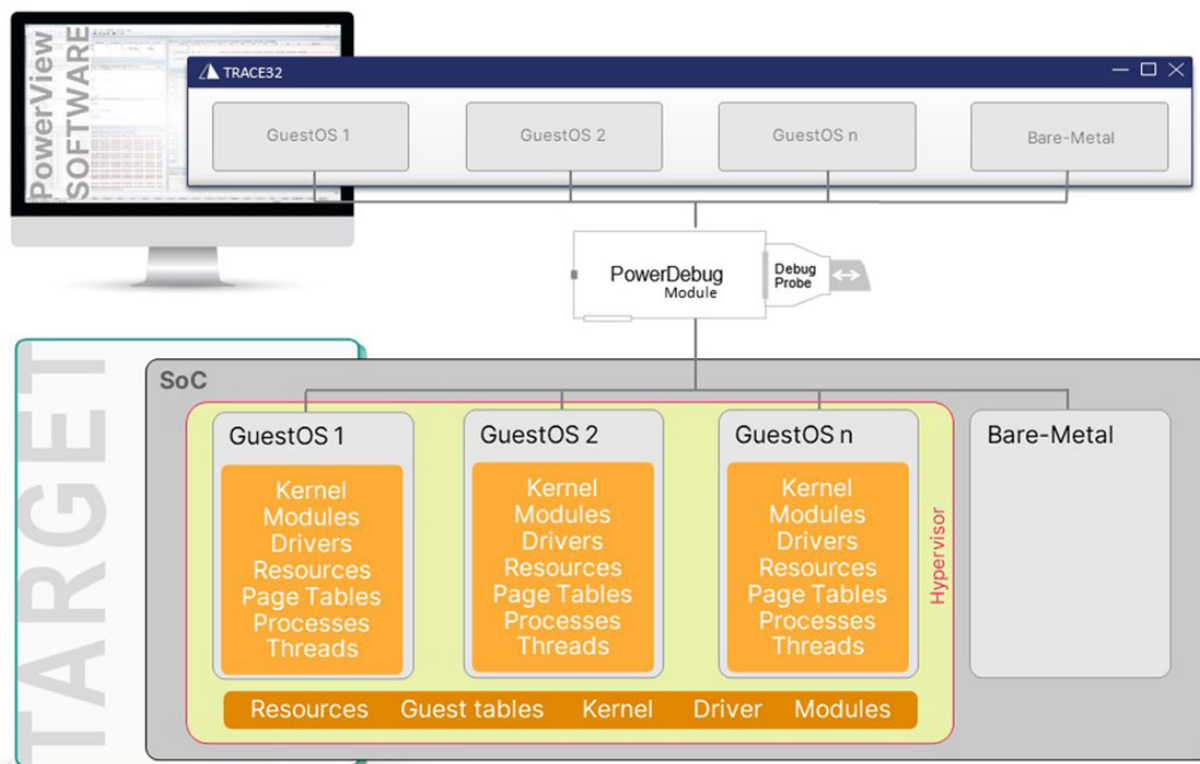 PowerView
SOFTWARE
TRACE32
GuestOS 1
GuestOS 2
GuestOS n
Bare-Metal
PowerDebug
Module
Debug
Probe
TARGET
SoC
GuestOS 1
Kernel
Modules
Drivers
Resources
Page Tables
Processes
Threads
GuestOS 2
Kernel
Modules
Drivers
Resources
Page Tables
Processes
Threads
GuestOS n
Kernel
Modules
Drivers
Resources
Page Tables
Processes
Threads
Hypervisor
Bare-Metal
Resources Guest tables Kernel Driver Modules